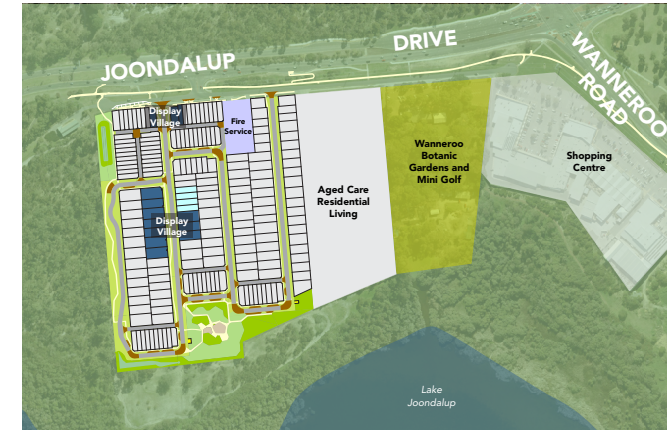 JOONDALUP
DRIVE
WANNEROO
ROAD
Display
Village
Fire
Service
Wanneroo
Botanic
Gardens and
Mini Golf
Shopping
Centre
Aged Care
Residential
Living
Display
Village
Lake
Joondalup